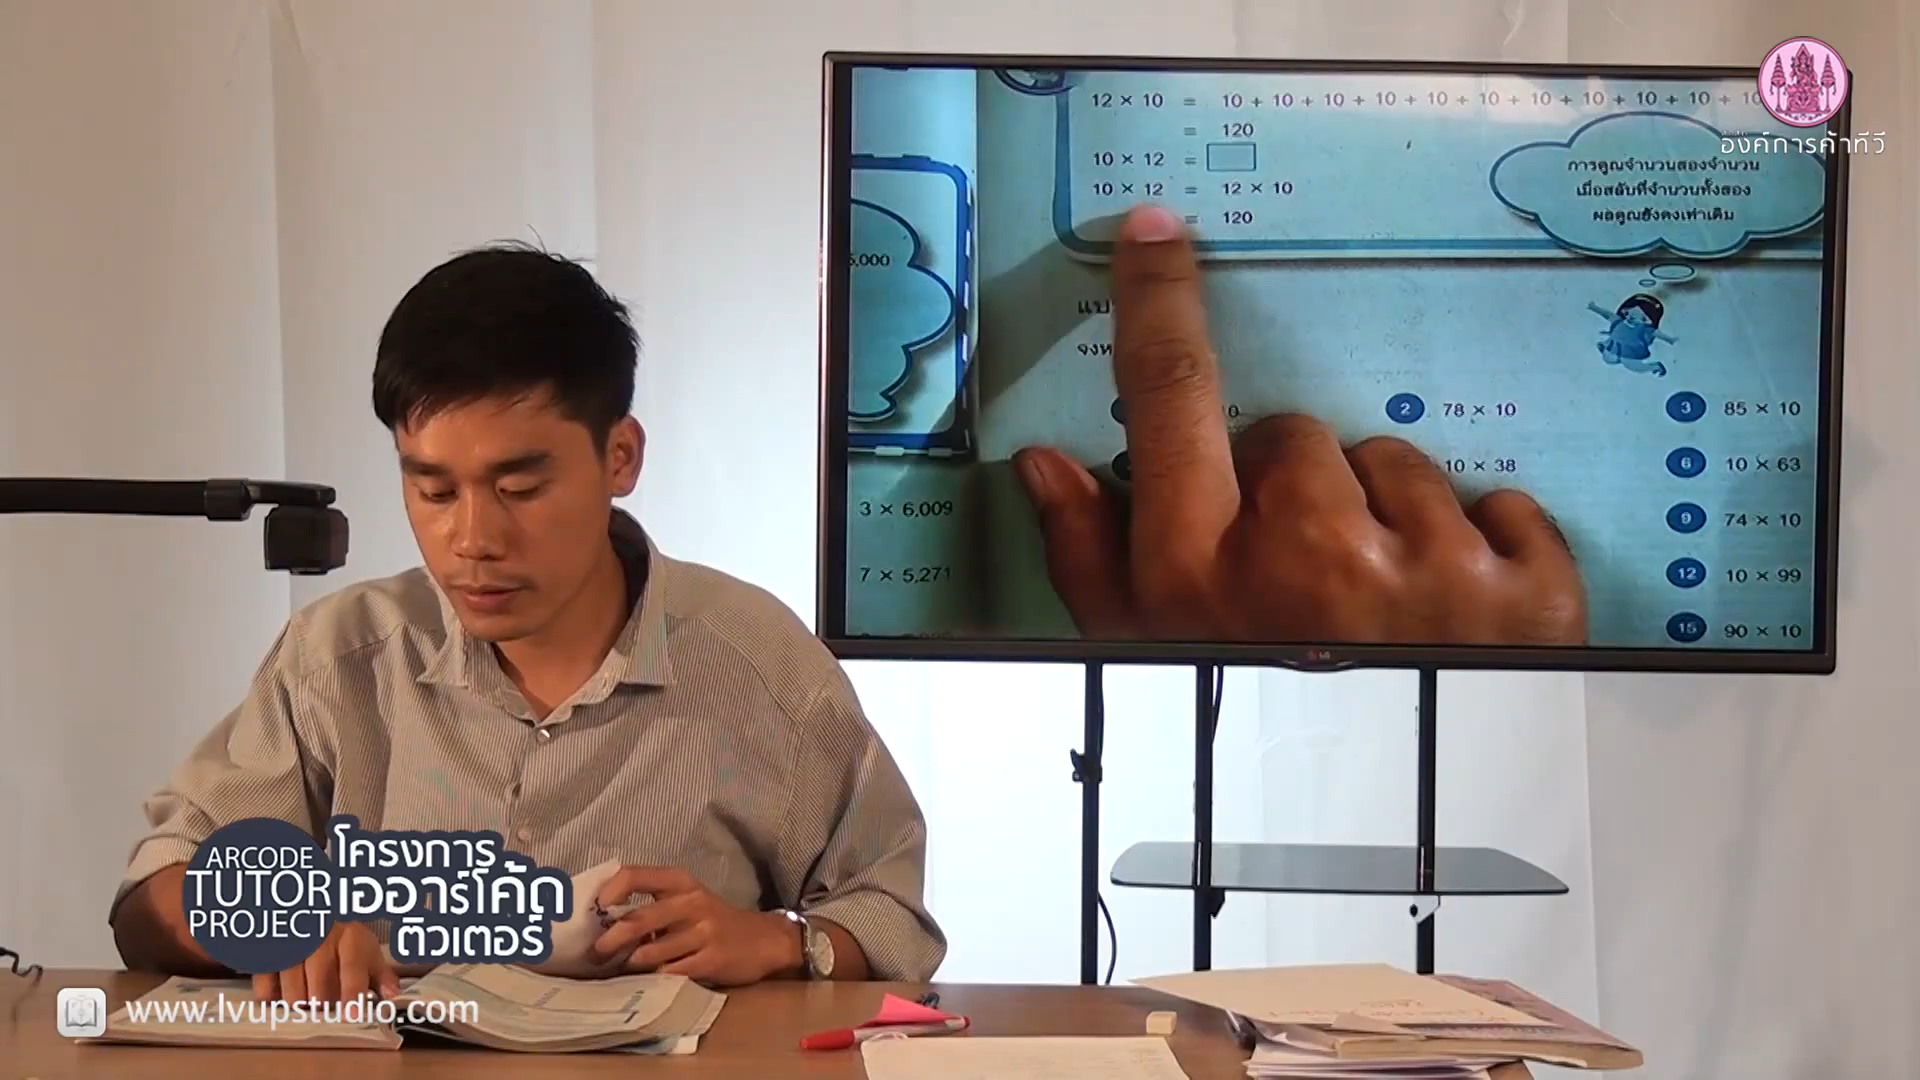 12 × 10 = 10 + 10 + 10 + 10 + 10 + 10 + 10 + 10 + 10 + 10 + 10
= 120
10 × 12 =
10 × 12 = 12 × 10
= 120
การคูณจำนวนสองจำนวน
เมื่อสลับที่จำนวนทั้งสอง
ผลคูณยังคงเท่าเดิม
องค์การค้าทีวี
5,000
2 78 × 10
3 85 × 10
10 × 38
6 10 × 63
9 74 × 10
12 10 × 99
15 90 × 10
3 × 6,009
7 × 5,271
LG
ARCODE
TUTOR
PROJECT
โครงการ
เออาร์โค้ด
ติวเตอร์
www.lvupstudio.com